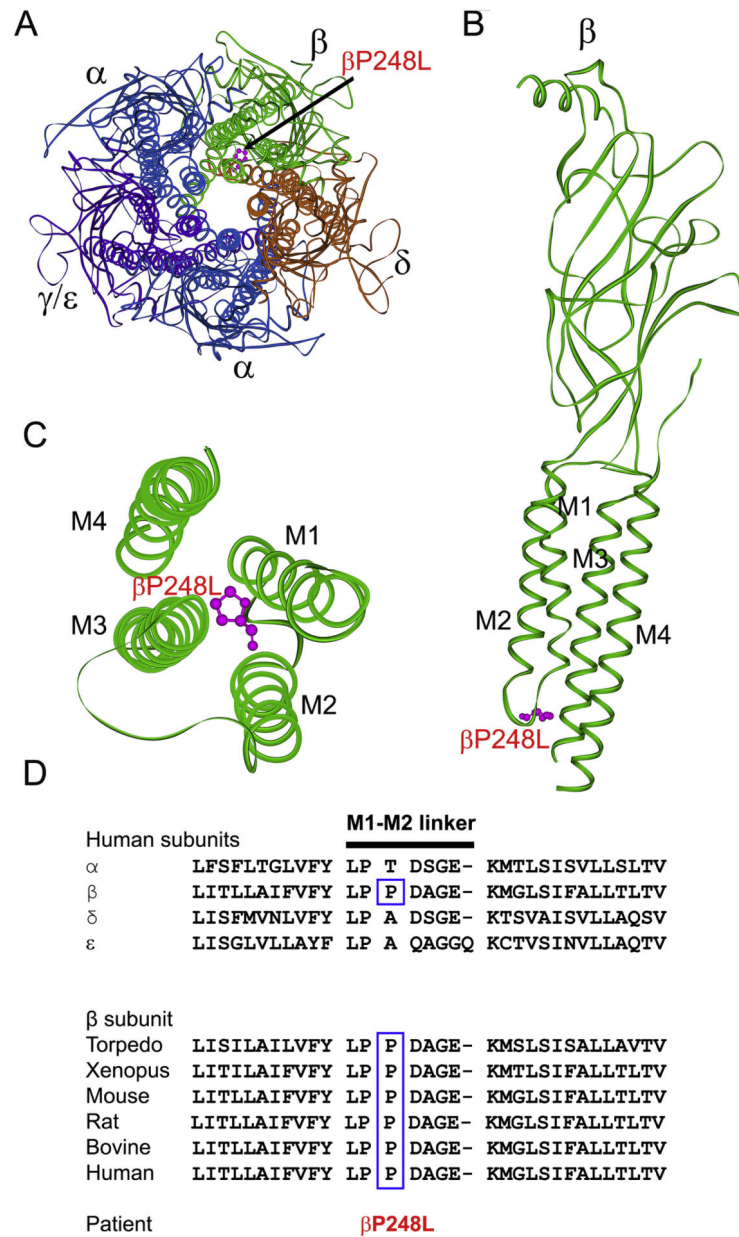 A
α
β
βP248L
γ/ε
δ
α
B
β
M1
M3
M2
M4
βP248L
C
M4
M1
βP248L
M3
M2
D
M1-M2 linker
Human subunits
α LFSFLTGLVFY LP T DSGE- KMTLSISVLLSLTV
β LITLLAIFVFY LP P DAGE- KMGLSIFALLTLTV
δ LISFMVNLVFY LP A DSGE- KTSVAISVLLAQSV
ε LISGLVLLAYF LP A QAGGQ KCTVSINVLLAQTV
β subunit
Torpedo LISILAILVFY LP P DAGE- KMSLSISALLAVTV
Xenopus LITILAIFVFY LP P DAGE- KMTLSIFALLTLTV
Mouse LITLLAIFVFY LP P DAGE- KMGLSIFALLTLTV
Rat LITLLAIFVFY LP P DAGE- KMGLSIFALLTLTV
Bovine LITLLAIFVFY LP P DAGE- KMGLSIFALLTLTV
Human LITLLAIFVFY LP P DAGE- KMGLSIFALLTLTV
Patient βP248L